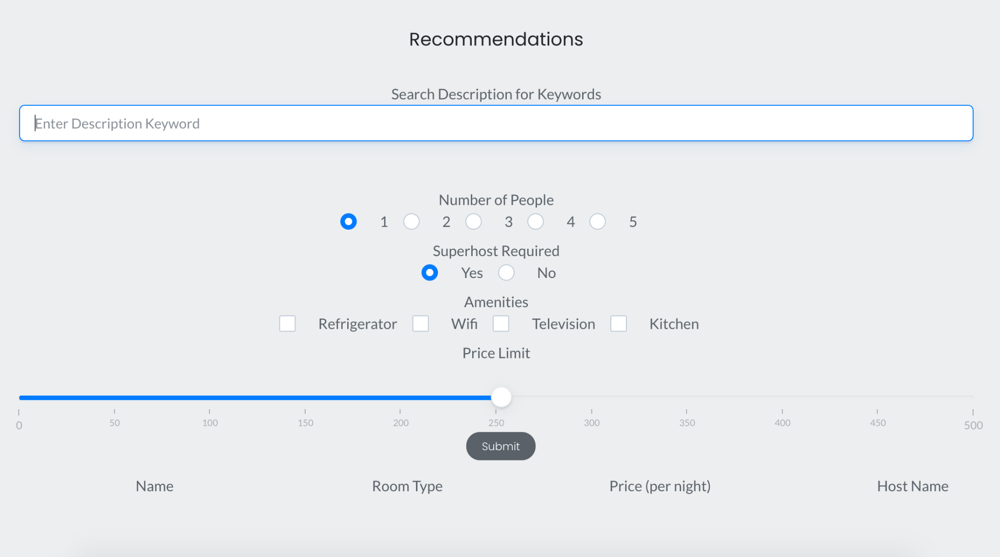 Recommendations
Search Description for Keywords
Enter Description Keyword
Number of People
1 2 3 4 5
Superhost Required
Yes No
Amenities
Refrigerator Wifi Television Kitchen
Price Limit
0 50 100 150 200 250 300 350 400 450 500
Submit
Name Room Type Price (per night) Host Name